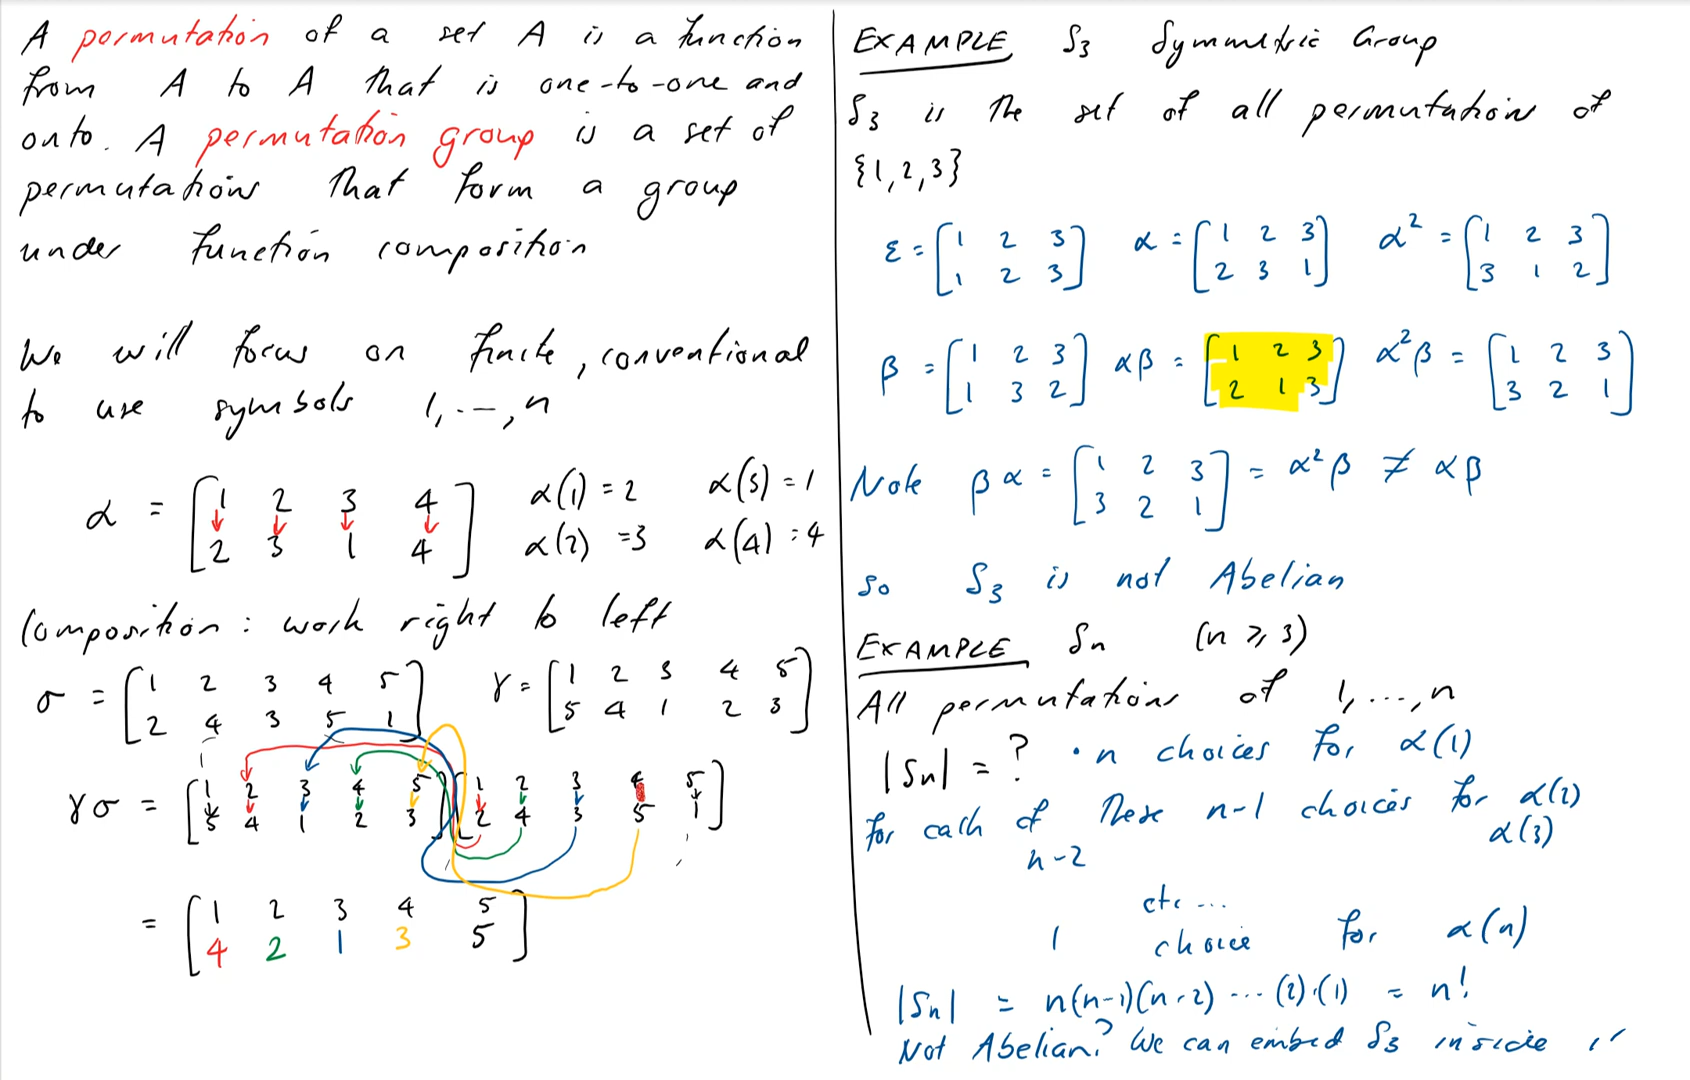 A permutation of a set A is a function
from A to A that is one-to-one and
onto. A permutation group is a set of
permutations that form a group
under function composition
We will focus on finite, conventional
to use symbols 1,...,n
α = [1 2 3 4
2 3 1 4]
α(1) = 2 α(3) = 1
α(2) = 3 α(4) = 4
Composition: work right to left
σ = [1 2 3 4 5
2 4 3 5 1]
γ = [1 2 3 4 5
5 4 1 2 3]
γσ = [1 2 3 4 5
5 4 1 2 3]
[1 2 3 4 5
2 4 3 5 1]
= [1 2 3 4 5
4 2 1 3 5]
EXAMPLE S₃ Symmetric Group
S₃ is the set of all permutation of
{1,2,3}
ε = [1 2 3
1 2 3]
α = [1 2 3
2 3 1]
α² = [1 2 3
3 1 2]
β = [1 2 3
1 3 2]
αβ = [1 2 3
2 1 3]
α²β = [1 2 3
3 2 1]
Note βα = [1 2 3
3 2 1] = α²β ≠ αβ
So S₃ is not Abelian
EXAMPLE Sn (n ≥ 3)
All permutations of 1,...,n
|Sn| = ? · n choices for α(1)
for each of these n-1 choices for α(2)
n-2 α(3)
etc ...
1 choice for α(n)
|Sn| = n(n-1)(n-2) ... (2)·(1) = n!
Not Abelian? We can embed S₃ inside